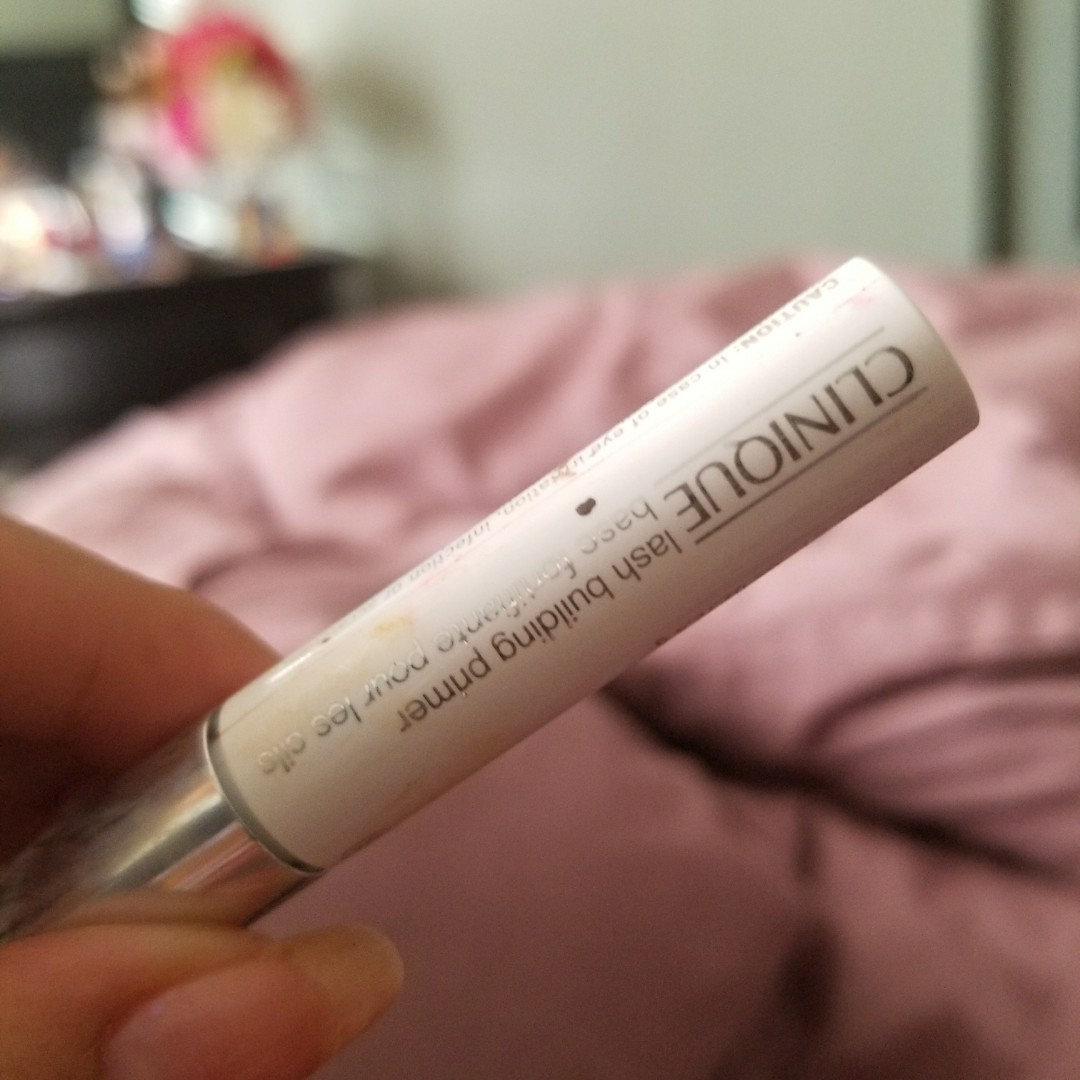 CLINIQUE
lash building primer
base fortifiante pour les cils
CAUTION: In case of eye irritation, infection or